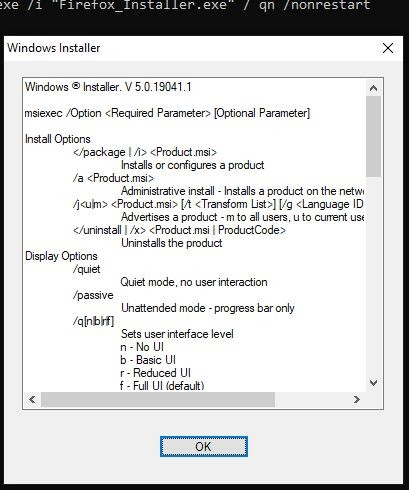 exe /i "Firefox_Installer.exe" / qn /nonrestart
Windows Installer
Windows ® Installer. V 5.0.19041.1
msiexec /Option <Required Parameter> [Optional Parameter]
Install Options
</package | /i> <Product.msi>
Installs or configures a product
/a <Product.msi>
Administrative install - Installs a product on the netw
/j<u|m> <Product.msi> [/t <Transform List>] [/g <Language ID
Advertises a product - m to all users, u to current use
</uninstall | /x> <Product.msi | ProductCode>
Uninstalls the product
Display Options
/quiet
Quiet mode, no user interaction
/passive
Unattended mode - progress bar only
/q[n|b|r|f]
Sets user interface level
n - No UI
b - Basic UI
r - Reduced UI
f - Full UI (default)
OK